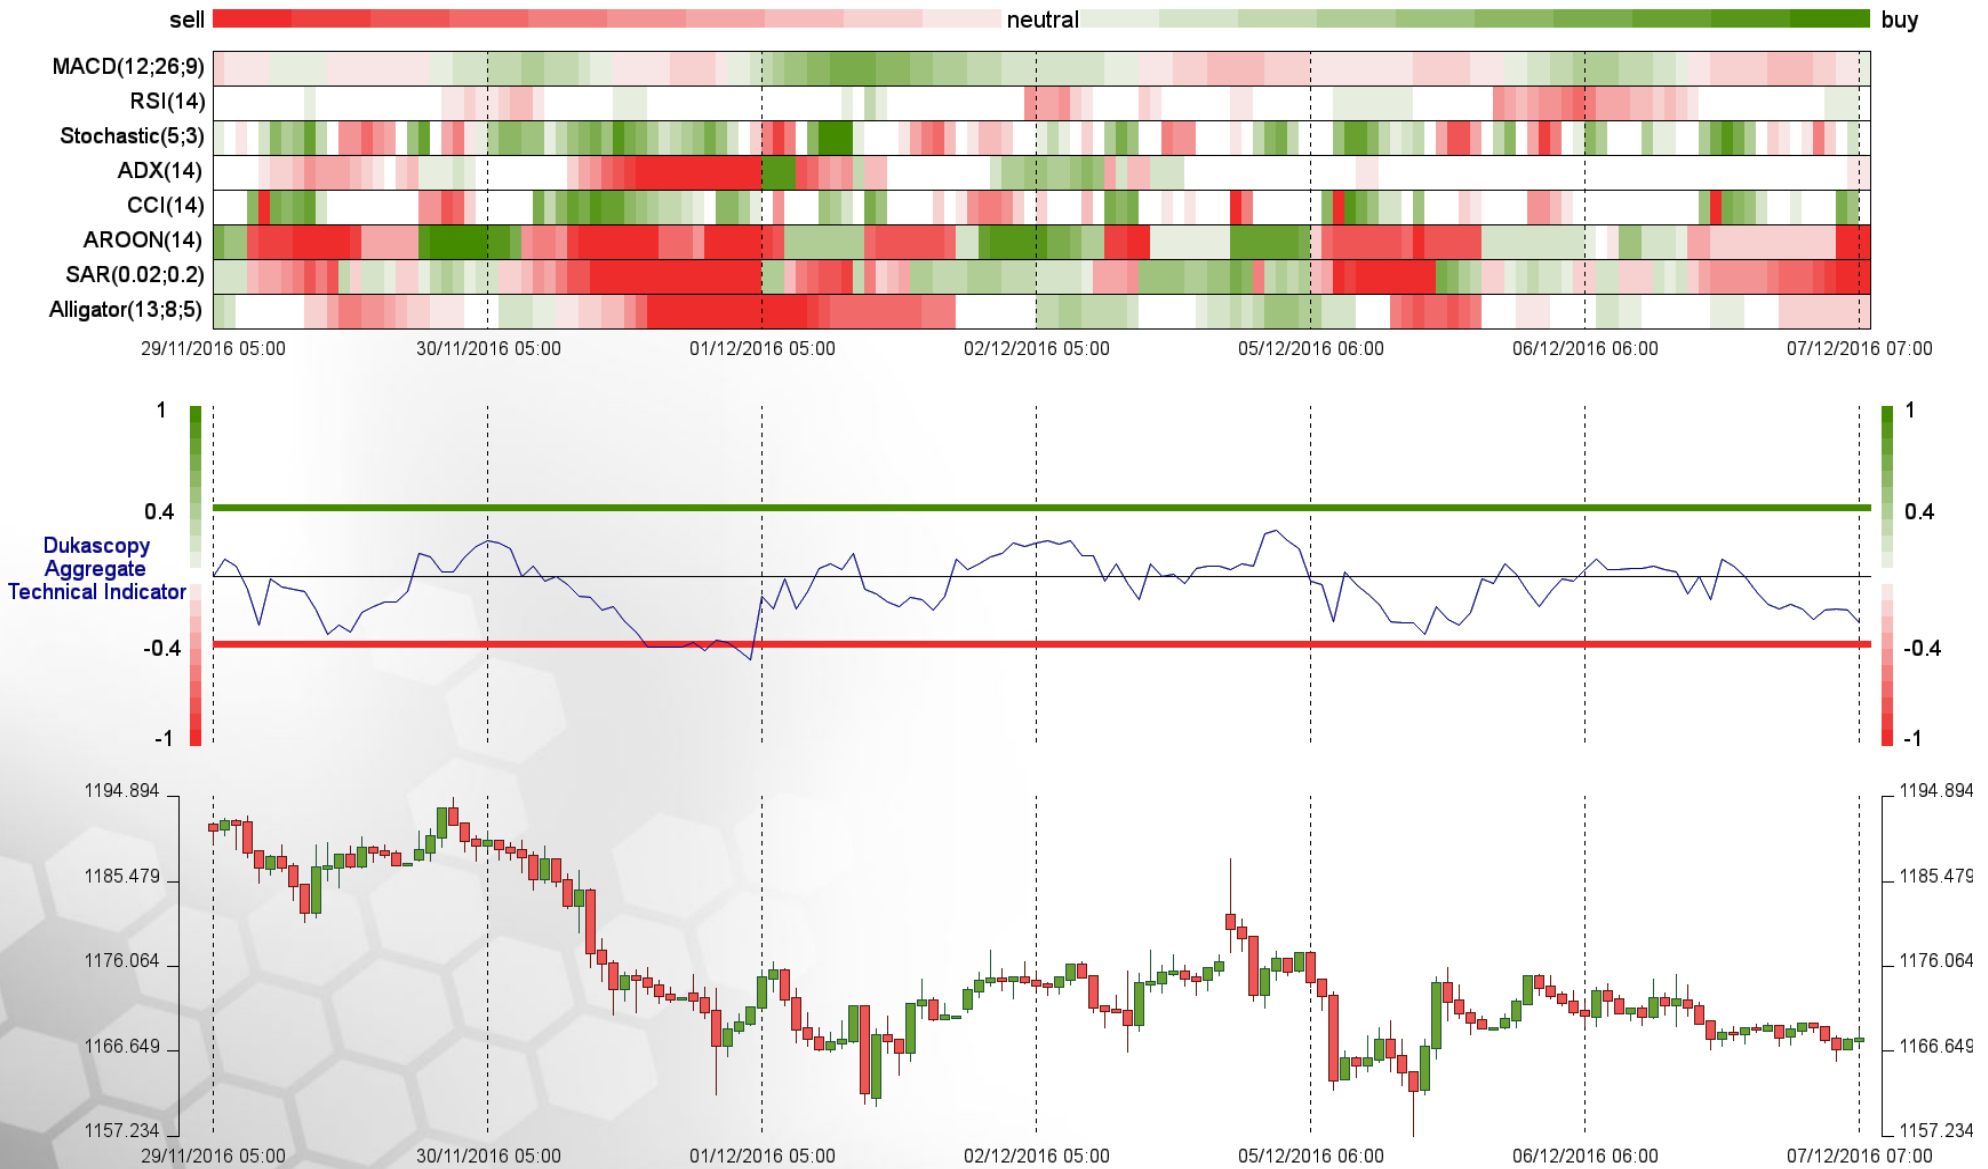 sell neutral buy
MACD(12;26;9)
RSI(14)
Stochastic(5;3)
ADX(14)
CCI(14)
AROON(14)
SAR(0.02;0.2)
Alligator(13;8;5)
29/11/2016 05:00 30/11/2016 05:00 01/12/2016 05:00 02/12/2016 05:00 05/12/2016 06:00 06/12/2016 06:00 07/12/2016 07:00
1 1
0.4 0.4
Dukascopy
Aggregate
Technical Indicator
-0.4 -0.4
-1 -1
1194.894 1194.894
1185.479 1185.479
1176.064 1176.064
1166.649 1166.649
1157.234 1157.234
29/11/2016 05:00 30/11/2016 05:00 01/12/2016 05:00 02/12/2016 05:00 05/12/2016 06:00 06/12/2016 06:00 07/12/2016 07:00